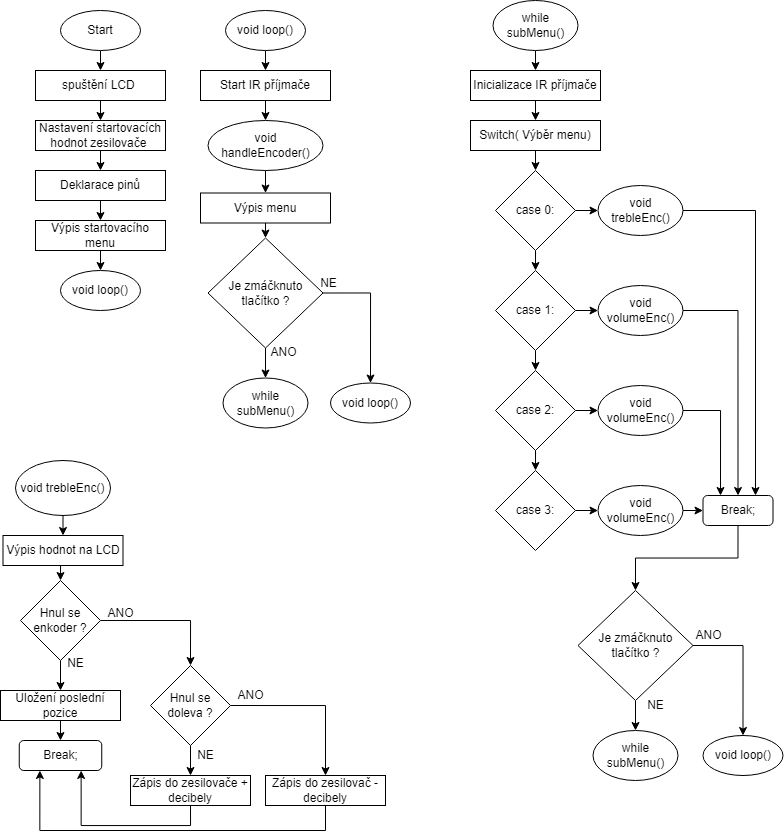 Start
spuštění LCD
Nastavení startovacích
hodnot zesilovače
Deklarace pinů
Výpis startovacího
menu
void loop()
void loop()
Start IR příjmače
void
handleEncoder()
Výpis menu
Je zmáčknuto
tlačítko ?
NE
ANO
while
subMenu()
void loop()
while
subMenu()
Inicializace IR příjmače
Switch( Výběr menu)
case 0:
void
trebleEnc()
case 1:
void
volumeEnc()
case 2:
void
volumeEnc()
case 3:
void
volumeEnc()
Break;
Je zmáčknuto
tlačítko ?
ANO
NE
while
subMenu()
void loop()
void trebleEnc()
Výpis hodnot na LCD
Hnul se
enkoder ?
ANO
NE
Uložení poslední
pozice
Break;
Hnul se
doleva ?
ANO
NE
Zápis do zesilovače +
decibely
Zápis do zesilovač -
decibely